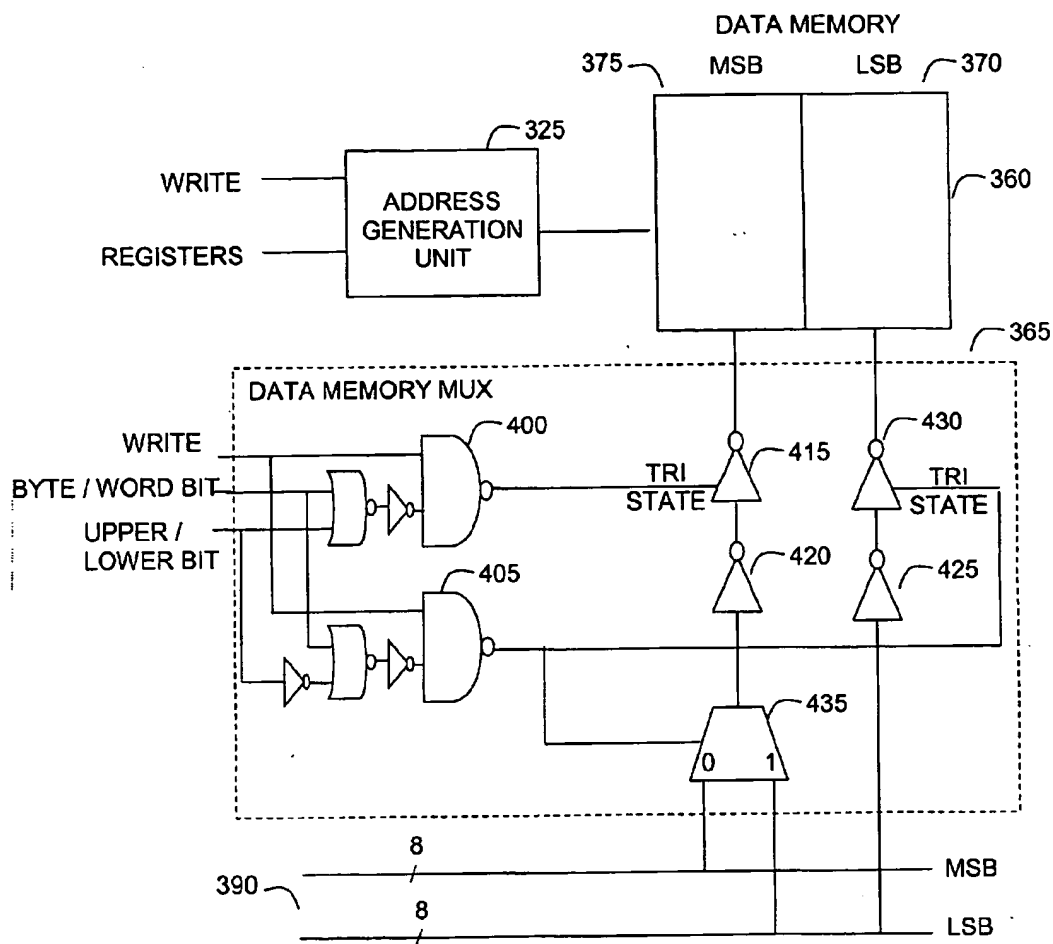 DATA MEMORY
375 MSB LSB 370
325
WRITE
360
ADDRESS
GENERATION
UNIT
REGISTERS
365
DATA MEMORY MUX
400
430
WRITE
415
BYTE / WORD BIT
TRI
STATE
TRI
STATE
UPPER /
LOWER BIT
405
420
425
435
0 1
8
MSB
390
8
LSB